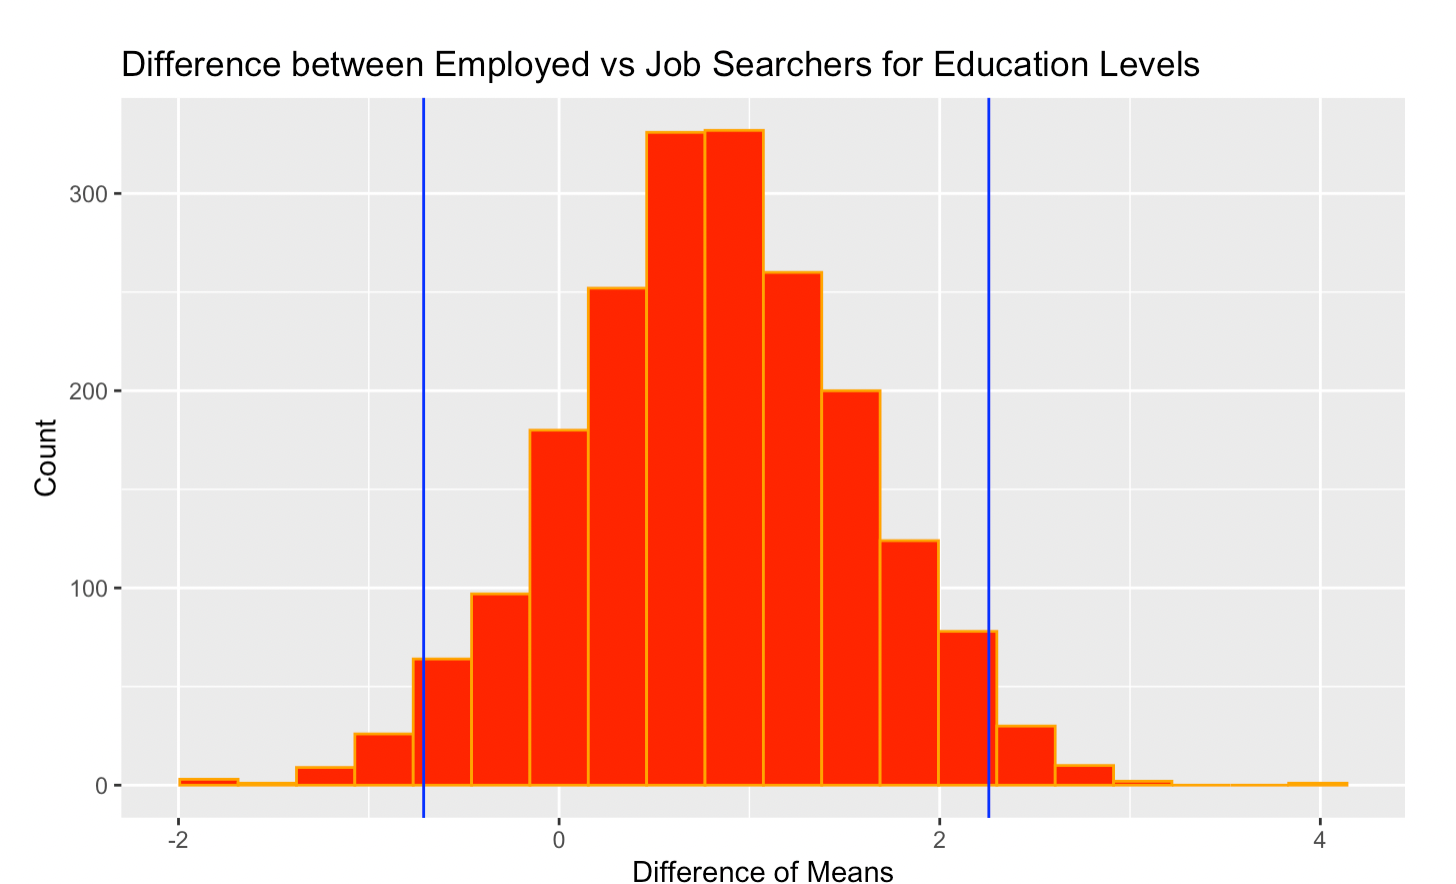 Difference between Employed vs Job Searchers for Education Levels
300
200
100
0
Count
-2 0 2 4
Difference of Means